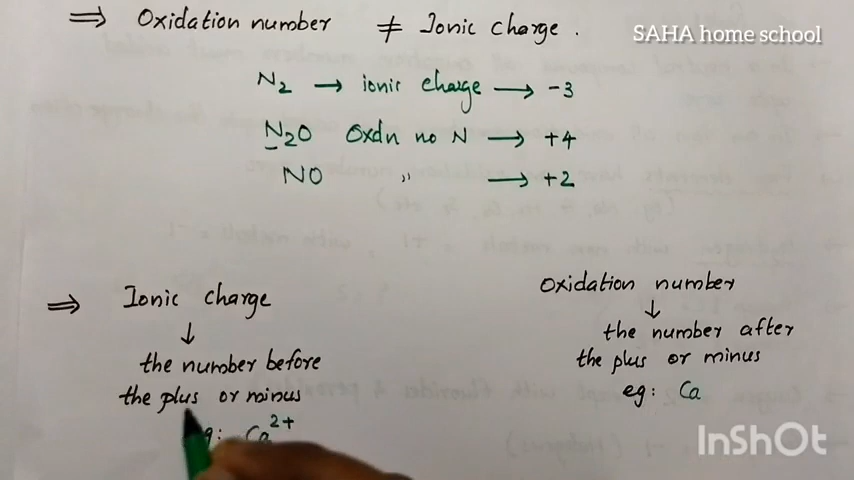 ⇒ Oxidation number ≠ Ionic charge.
SAHA home school
N₂ → ionic charge → -3
N₂O Oxdn no N → +4
NO ,, → +2
⇒ Ionic charge
↓
the number before
the plus or minus
eg: Ca²⁺
Oxidation number
↓
the number after
the plus or minus
eg: Ca
InShOt